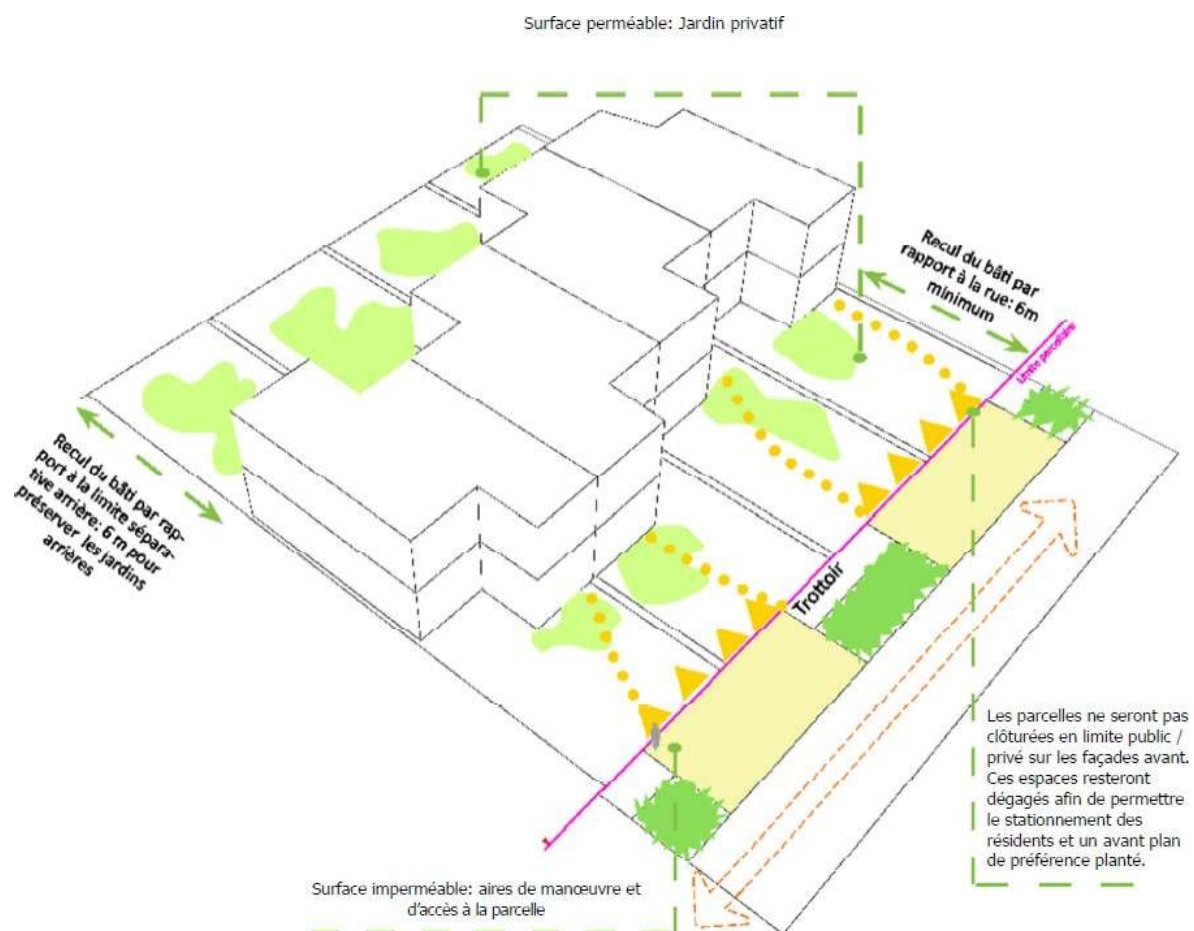 Surface perméable: Jardin privatif
Recul du bâti par
rapport à la rue: 6m
minimum
Limite parcellaire
Recul du bâti par rap-
port à la limite sépara-
tive arrière: 6 m pour
préserver les jardins
arrières
Trottoir
Les parcelles ne seront pas
clôturées en limite public /
privé sur les façades avant.
Ces espaces resteront
dégagés afin de permettre
le stationnement des
résidents et un avant plan
de préférence planté.
Surface imperméable: aires de manœuvre et
d'accès à la parcelle